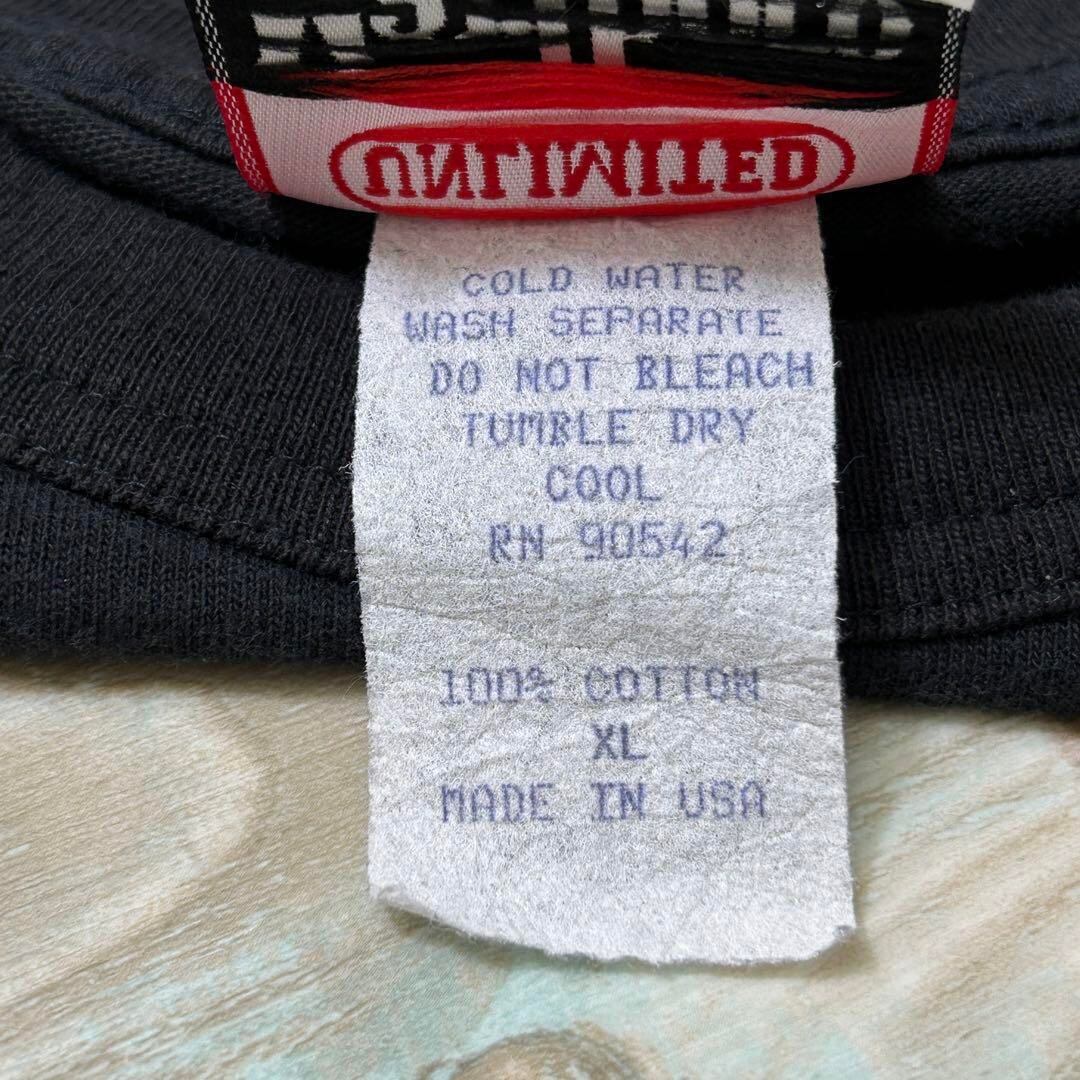 UNLIMITED
COLD WATER
WASH SEPARATE
DO NOT BLEACH
TUMBLE DRY
COOL
RN 90542
100% COTTON
XL
MADE IN USA